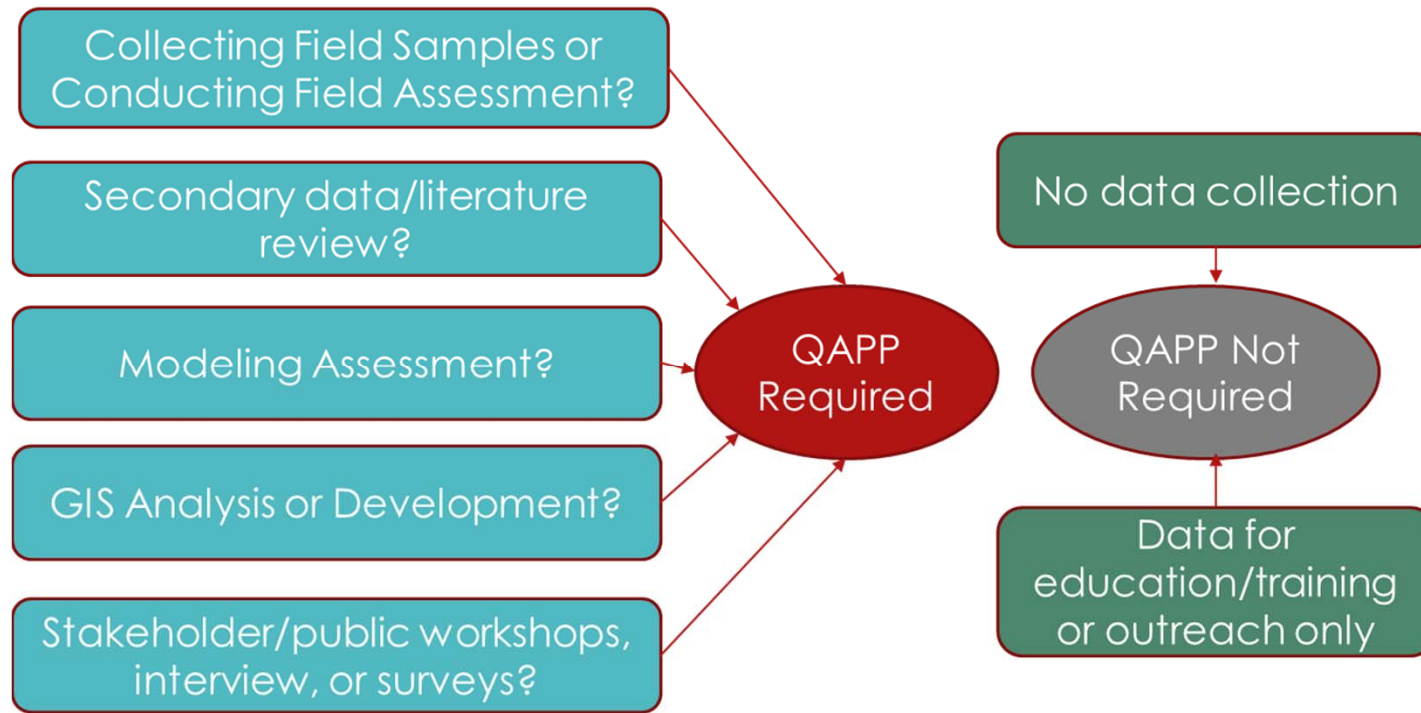 Collecting Field Samples or
Conducting Field Assessment?
Secondary data/literature
review?
Modeling Assessment?
GIS Analysis or Development?
Stakeholder/public workshops,
interview, or surveys?
QAPP
Required
No data collection
QAPP Not
Required
Data for
education/training
or outreach only